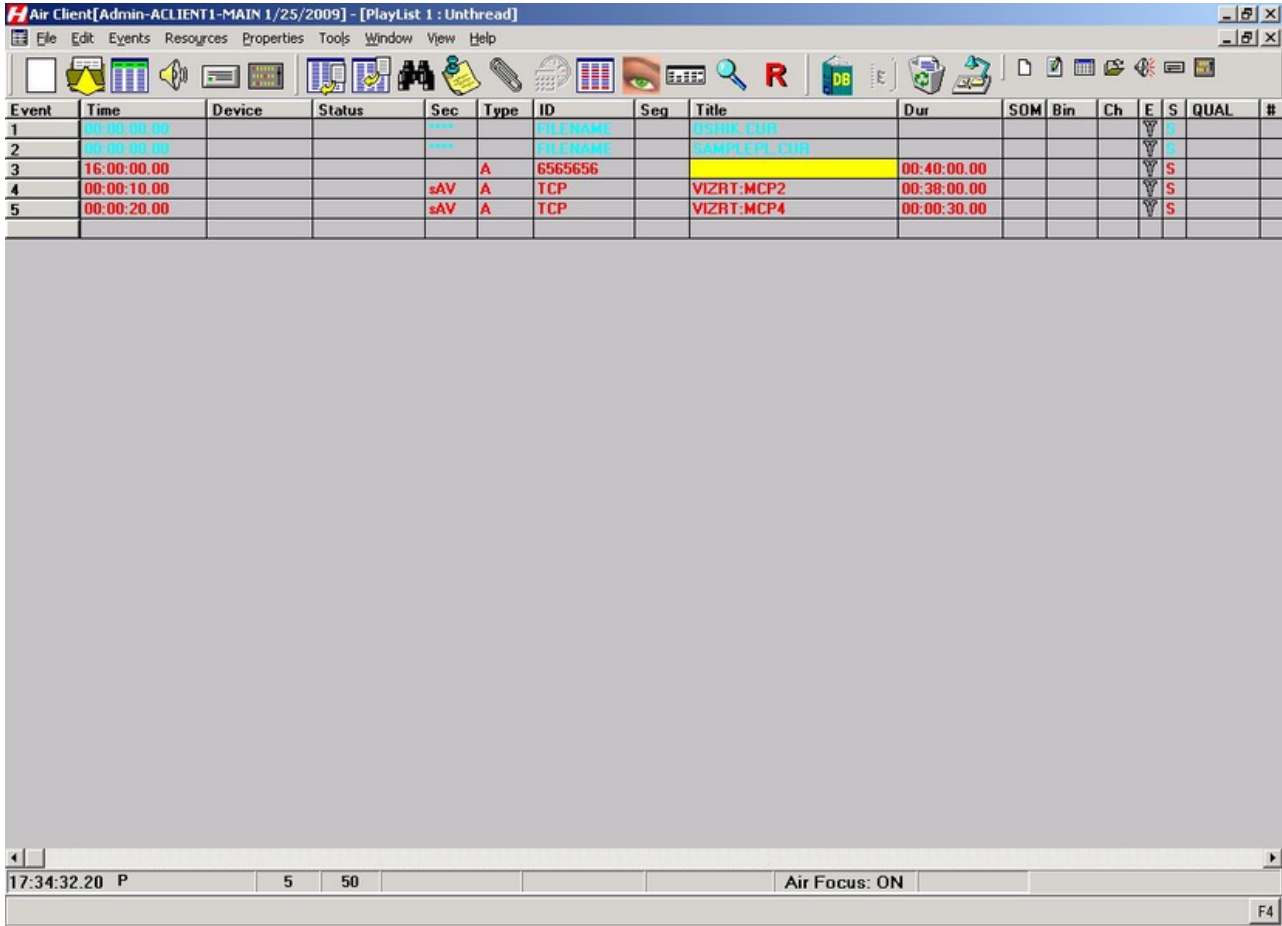 Air Client[Admin-ACLIENT1-MAIN 1/25/2009] - [PlayList 1 : Unthread]
File Edit Events Resources Properties Tools Window View Help
R DB E
Event Time Device Status Sec Type ID Seg Title Dur SOM Bin Ch E S QUAL #
1 00:00:00.00 **** FILENAME OSHIK.CUR S
2 00:00:00.00 **** FILENAME SAMPLEPL.CUR S
3 16:00:00.00 A 6565656 00:40:00.00 S
4 00:00:10.00 sAV A TCP VIZRT:MCP2 00:38:00.00 S
5 00:00:20.00 sAV A TCP VIZRT:MCP4 00:00:30.00 S
17:34:32.20 P 5 50 Air Focus: ON
F4